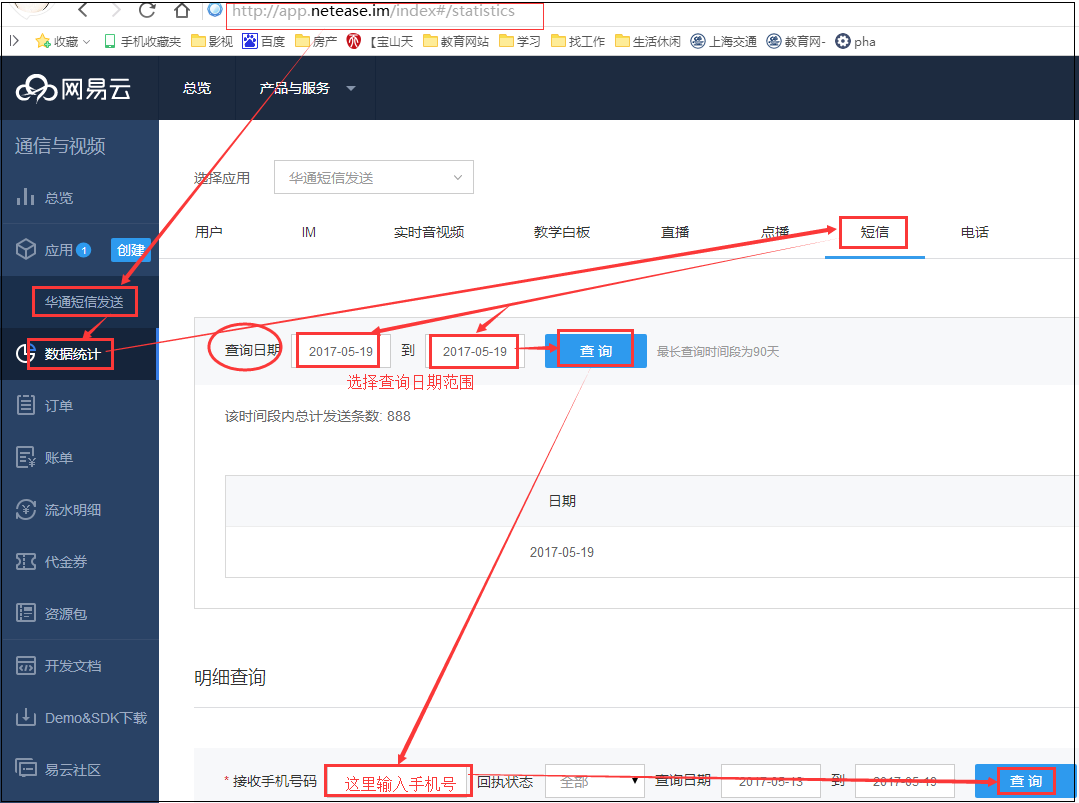 http://app.netease.im/index#/statistics
收藏 手机收藏夹 影视 百度 房产 【宝山天 教育网站 学习 找工作 生活休闲 上海交通 教育网- pha
网易云 总览 产品与服务
通信与视频
总览
应用 1 创建
华通短信发送
数据统计
订单
账单
流水明细
代金券
资源包
开发文档
Demo&SDK下载
易云社区
选择应用 华通短信发送
用户 IM 实时音视频 教学白板 直播 点播 短信 电话
查询日期 2017-05-19 到 2017-05-19 查询 最长查询时间段为90天
选择查询日期范围
该时间段内总计发送条数: 888
日期
2017-05-19
明细查询
* 接收手机号码 这里输入手机号 回执状态 全部 查询日期 2017-05-13 到 2017-05-19 查询